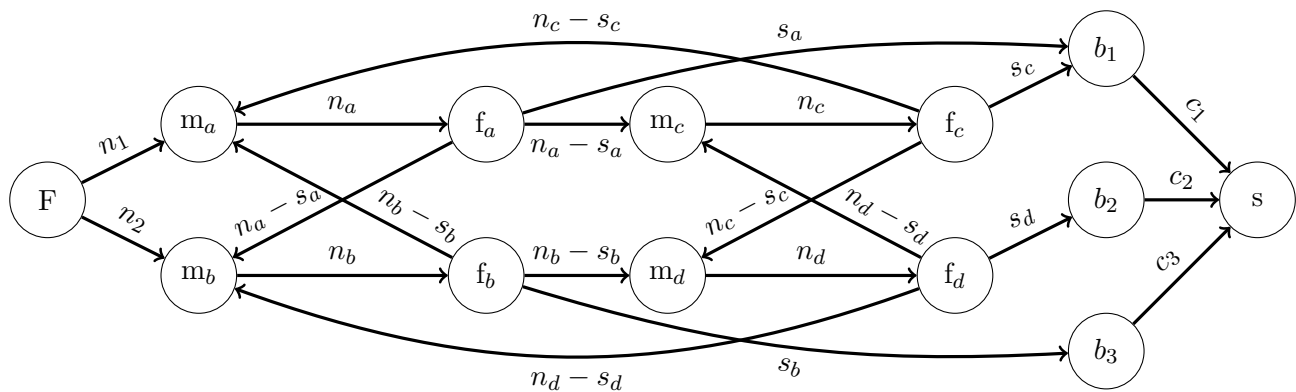 n_c − s_c
s_a
b_1
s_c
n_1
m_a
n_a
f_a
n_a − s_a
m_c
n_c
f_c
c_1
F
n_2
n_a − s_a
n_b − s_b
n_c − s_c
n_d − s_d
b_2
c_2
s
m_b
n_b
f_b
n_b − s_b
m_d
n_d
f_d
s_d
c_3
n_d − s_d
s_b
b_3